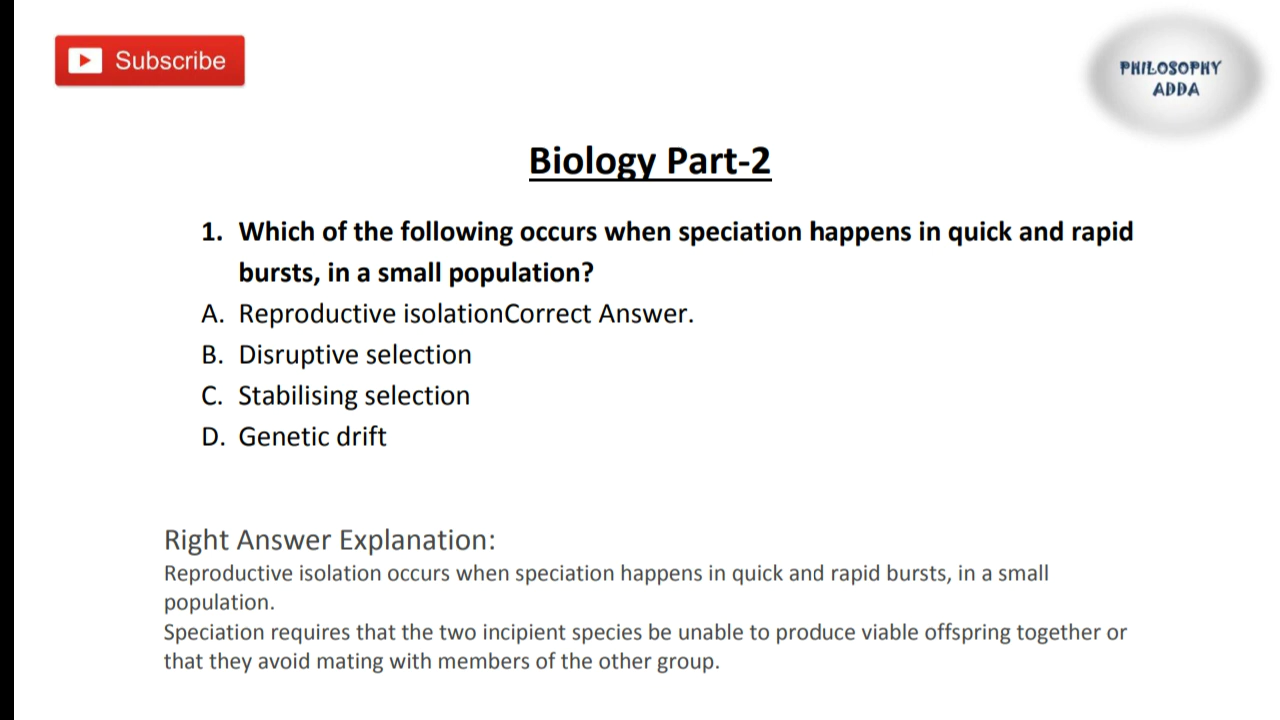 Subscribe
PHILOSOPHY
ADDA
Biology Part-2
1. Which of the following occurs when speciation happens in quick and rapid
bursts, in a small population?
A. Reproductive isolationCorrect Answer.
B. Disruptive selection
C. Stabilising selection
D. Genetic drift
Right Answer Explanation:
Reproductive isolation occurs when speciation happens in quick and rapid bursts, in a small
population.
Speciation requires that the two incipient species be unable to produce viable offspring together or
that they avoid mating with members of the other group.